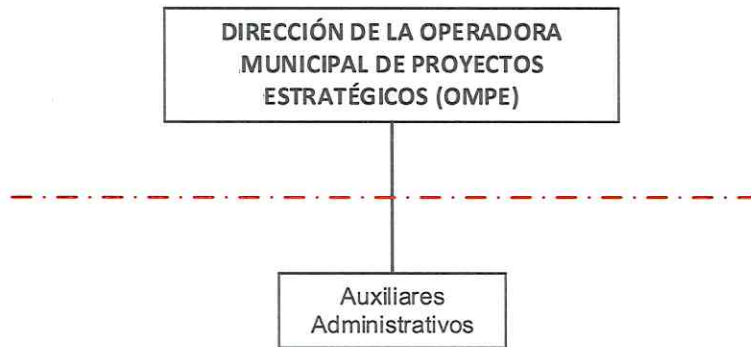 DIRECCIÓN DE LA OPERADORA
MUNICIPAL DE PROYECTOS
ESTRATÉGICOS (OMPE)
Auxiliares
Administrativos